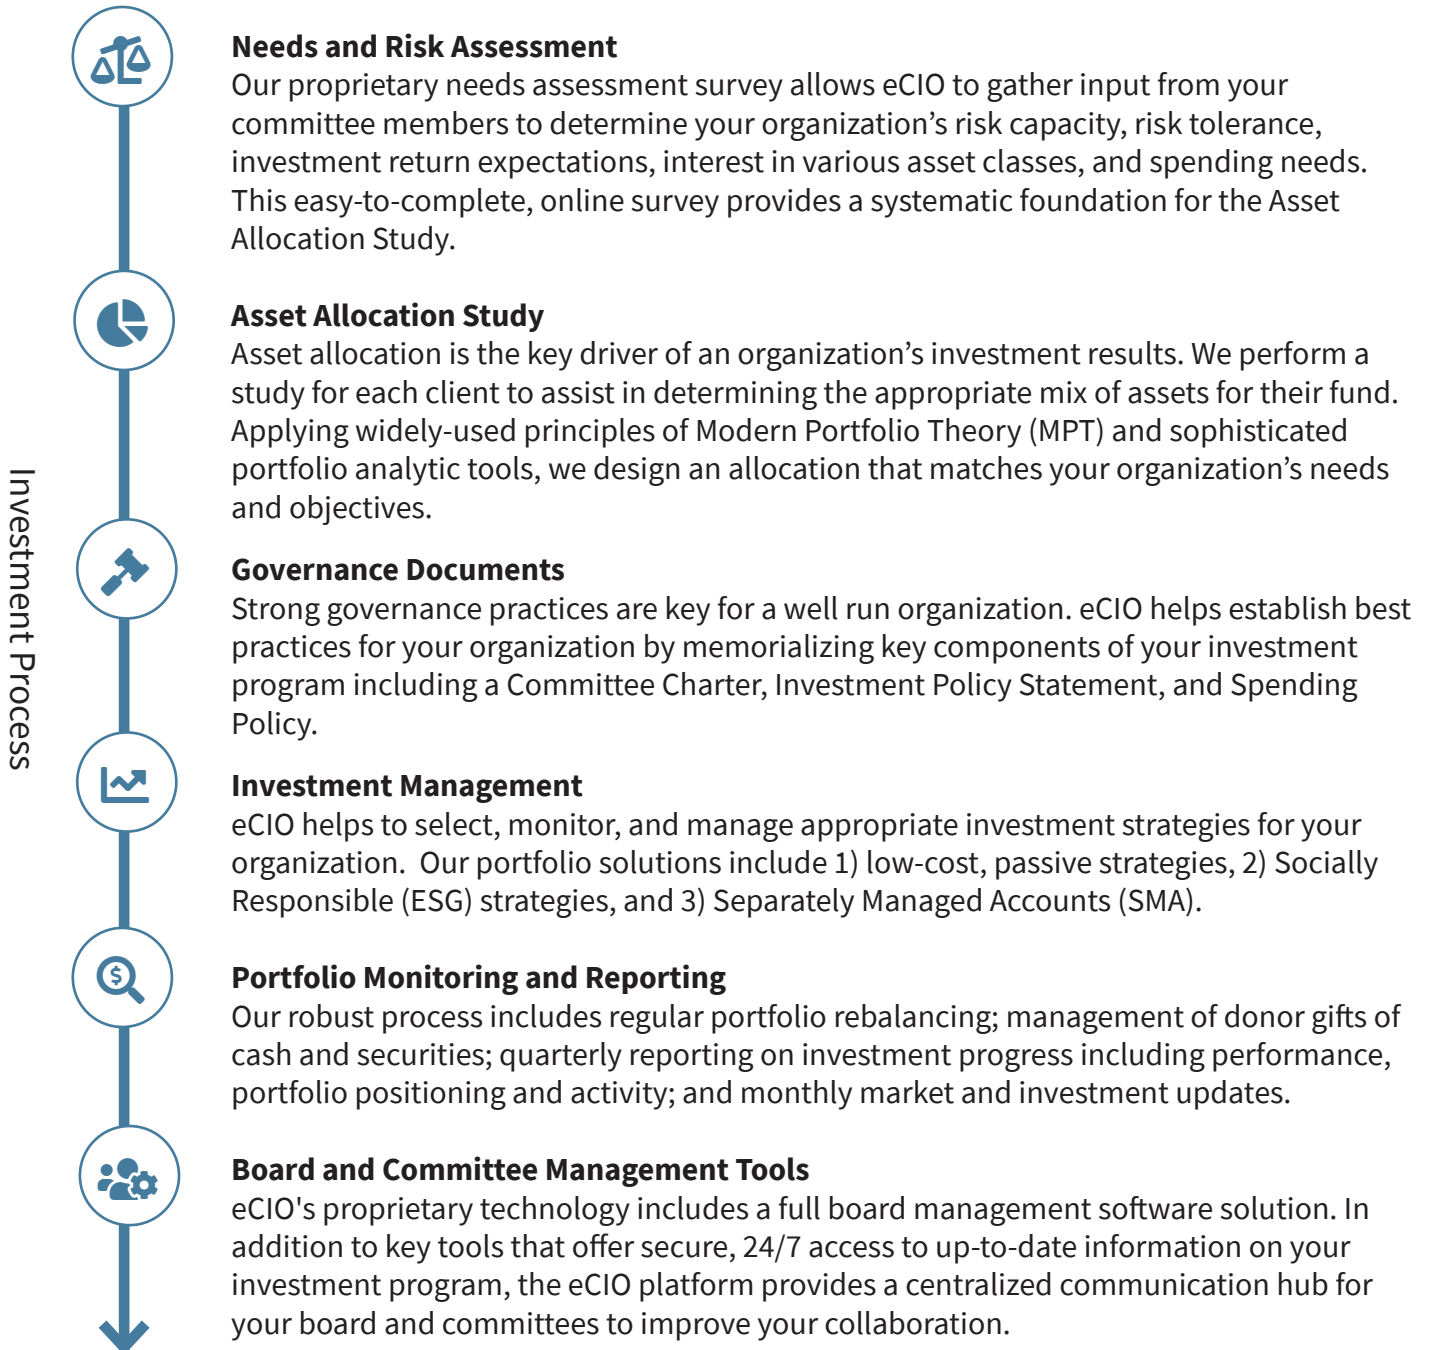 Investment Process
Needs and Risk Assessment
Our proprietary needs assessment survey allows eCIO to gather input from your
committee members to determine your organization’s risk capacity, risk tolerance,
investment return expectations, interest in various asset classes, and spending needs.
This easy-to-complete, online survey provides a systematic foundation for the Asset
Allocation Study.
Asset Allocation Study
Asset allocation is the key driver of an organization’s investment results. We perform a
study for each client to assist in determining the appropriate mix of assets for their fund.
Applying widely-used principles of Modern Portfolio Theory (MPT) and sophisticated
portfolio analytic tools, we design an allocation that matches your organization’s needs
and objectives.
Governance Documents
Strong governance practices are key for a well run organization. eCIO helps establish best
practices for your organization by memorializing key components of your investment
program including a Committee Charter, Investment Policy Statement, and Spending
Policy.
Investment Management
eCIO helps to select, monitor, and manage appropriate investment strategies for your
organization.  Our portfolio solutions include 1) low-cost, passive strategies, 2) Socially
Responsible (ESG) strategies, and 3) Separately Managed Accounts (SMA).
$
Portfolio Monitoring and Reporting
Our robust process includes regular portfolio rebalancing; management of donor gifts of
cash and securities; quarterly reporting on investment progress including performance,
portfolio positioning and activity; and monthly market and investment updates.
Board and Committee Management Tools
eCIO's proprietary technology includes a full board management software solution. In
addition to key tools that offer secure, 24/7 access to up-to-date information on your
investment program, the eCIO platform provides a centralized communication hub for
your board and committees to improve your collaboration.